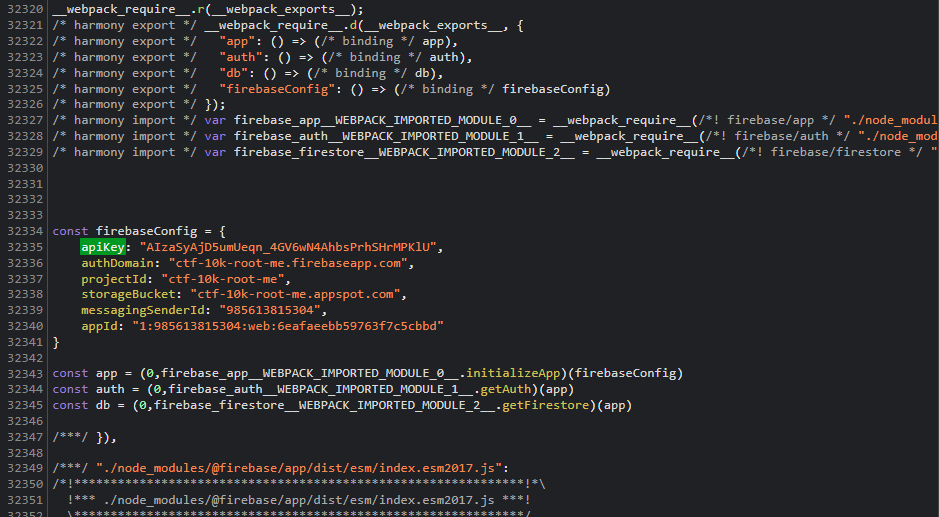 32320 __webpack_require__.r(__webpack_exports__);
32321 /* harmony export */ __webpack_require__.d(__webpack_exports__, {
32322 /* harmony export */   "app": () => (/* binding */ app),
32323 /* harmony export */   "auth": () => (/* binding */ auth),
32324 /* harmony export */   "db": () => (/* binding */ db),
32325 /* harmony export */   "firebaseConfig": () => (/* binding */ firebaseConfig)
32326 /* harmony export */ });
32327 /* harmony import */ var firebase_app__WEBPACK_IMPORTED_MODULE_0__ = __webpack_require__(/*! firebase/app */ "./node_modul
32328 /* harmony import */ var firebase_auth__WEBPACK_IMPORTED_MODULE_1__ = __webpack_require__(/*! firebase/auth */ "./node_mod
32329 /* harmony import */ var firebase_firestore__WEBPACK_IMPORTED_MODULE_2__ = __webpack_require__(/*! firebase/firestore */ "
32330
32331
32332
32333
32334 const firebaseConfig = {
32335     apiKey: "AIzaSyAjD5umUeqn_4GV6wN4AhbsPrhSHrMPKlU",
32336     authDomain: "ctf-10k-root-me.firebaseapp.com",
32337     projectId: "ctf-10k-root-me",
32338     storageBucket: "ctf-10k-root-me.appspot.com",
32339     messagingSenderId: "985613815304",
32340     appId: "1:985613815304:web:6eafaeebb59763f7c5cbbd"
32341 }
32342
32343 const app = (0,firebase_app__WEBPACK_IMPORTED_MODULE_0__.initializeApp)(firebaseConfig)
32344 const auth = (0,firebase_auth__WEBPACK_IMPORTED_MODULE_1__.getAuth)(app)
32345 const db = (0,firebase_firestore__WEBPACK_IMPORTED_MODULE_2__.getFirestore)(app)
32346
32347 /***/ }),
32348
32349 /***/ "./node_modules/@firebase/app/dist/esm/index.esm2017.js":
32350 /*!**************************************************************!*\
32351   !*** ./node_modules/@firebase/app/dist/esm/index.esm2017.js ***!
32352   \**************************************************************/